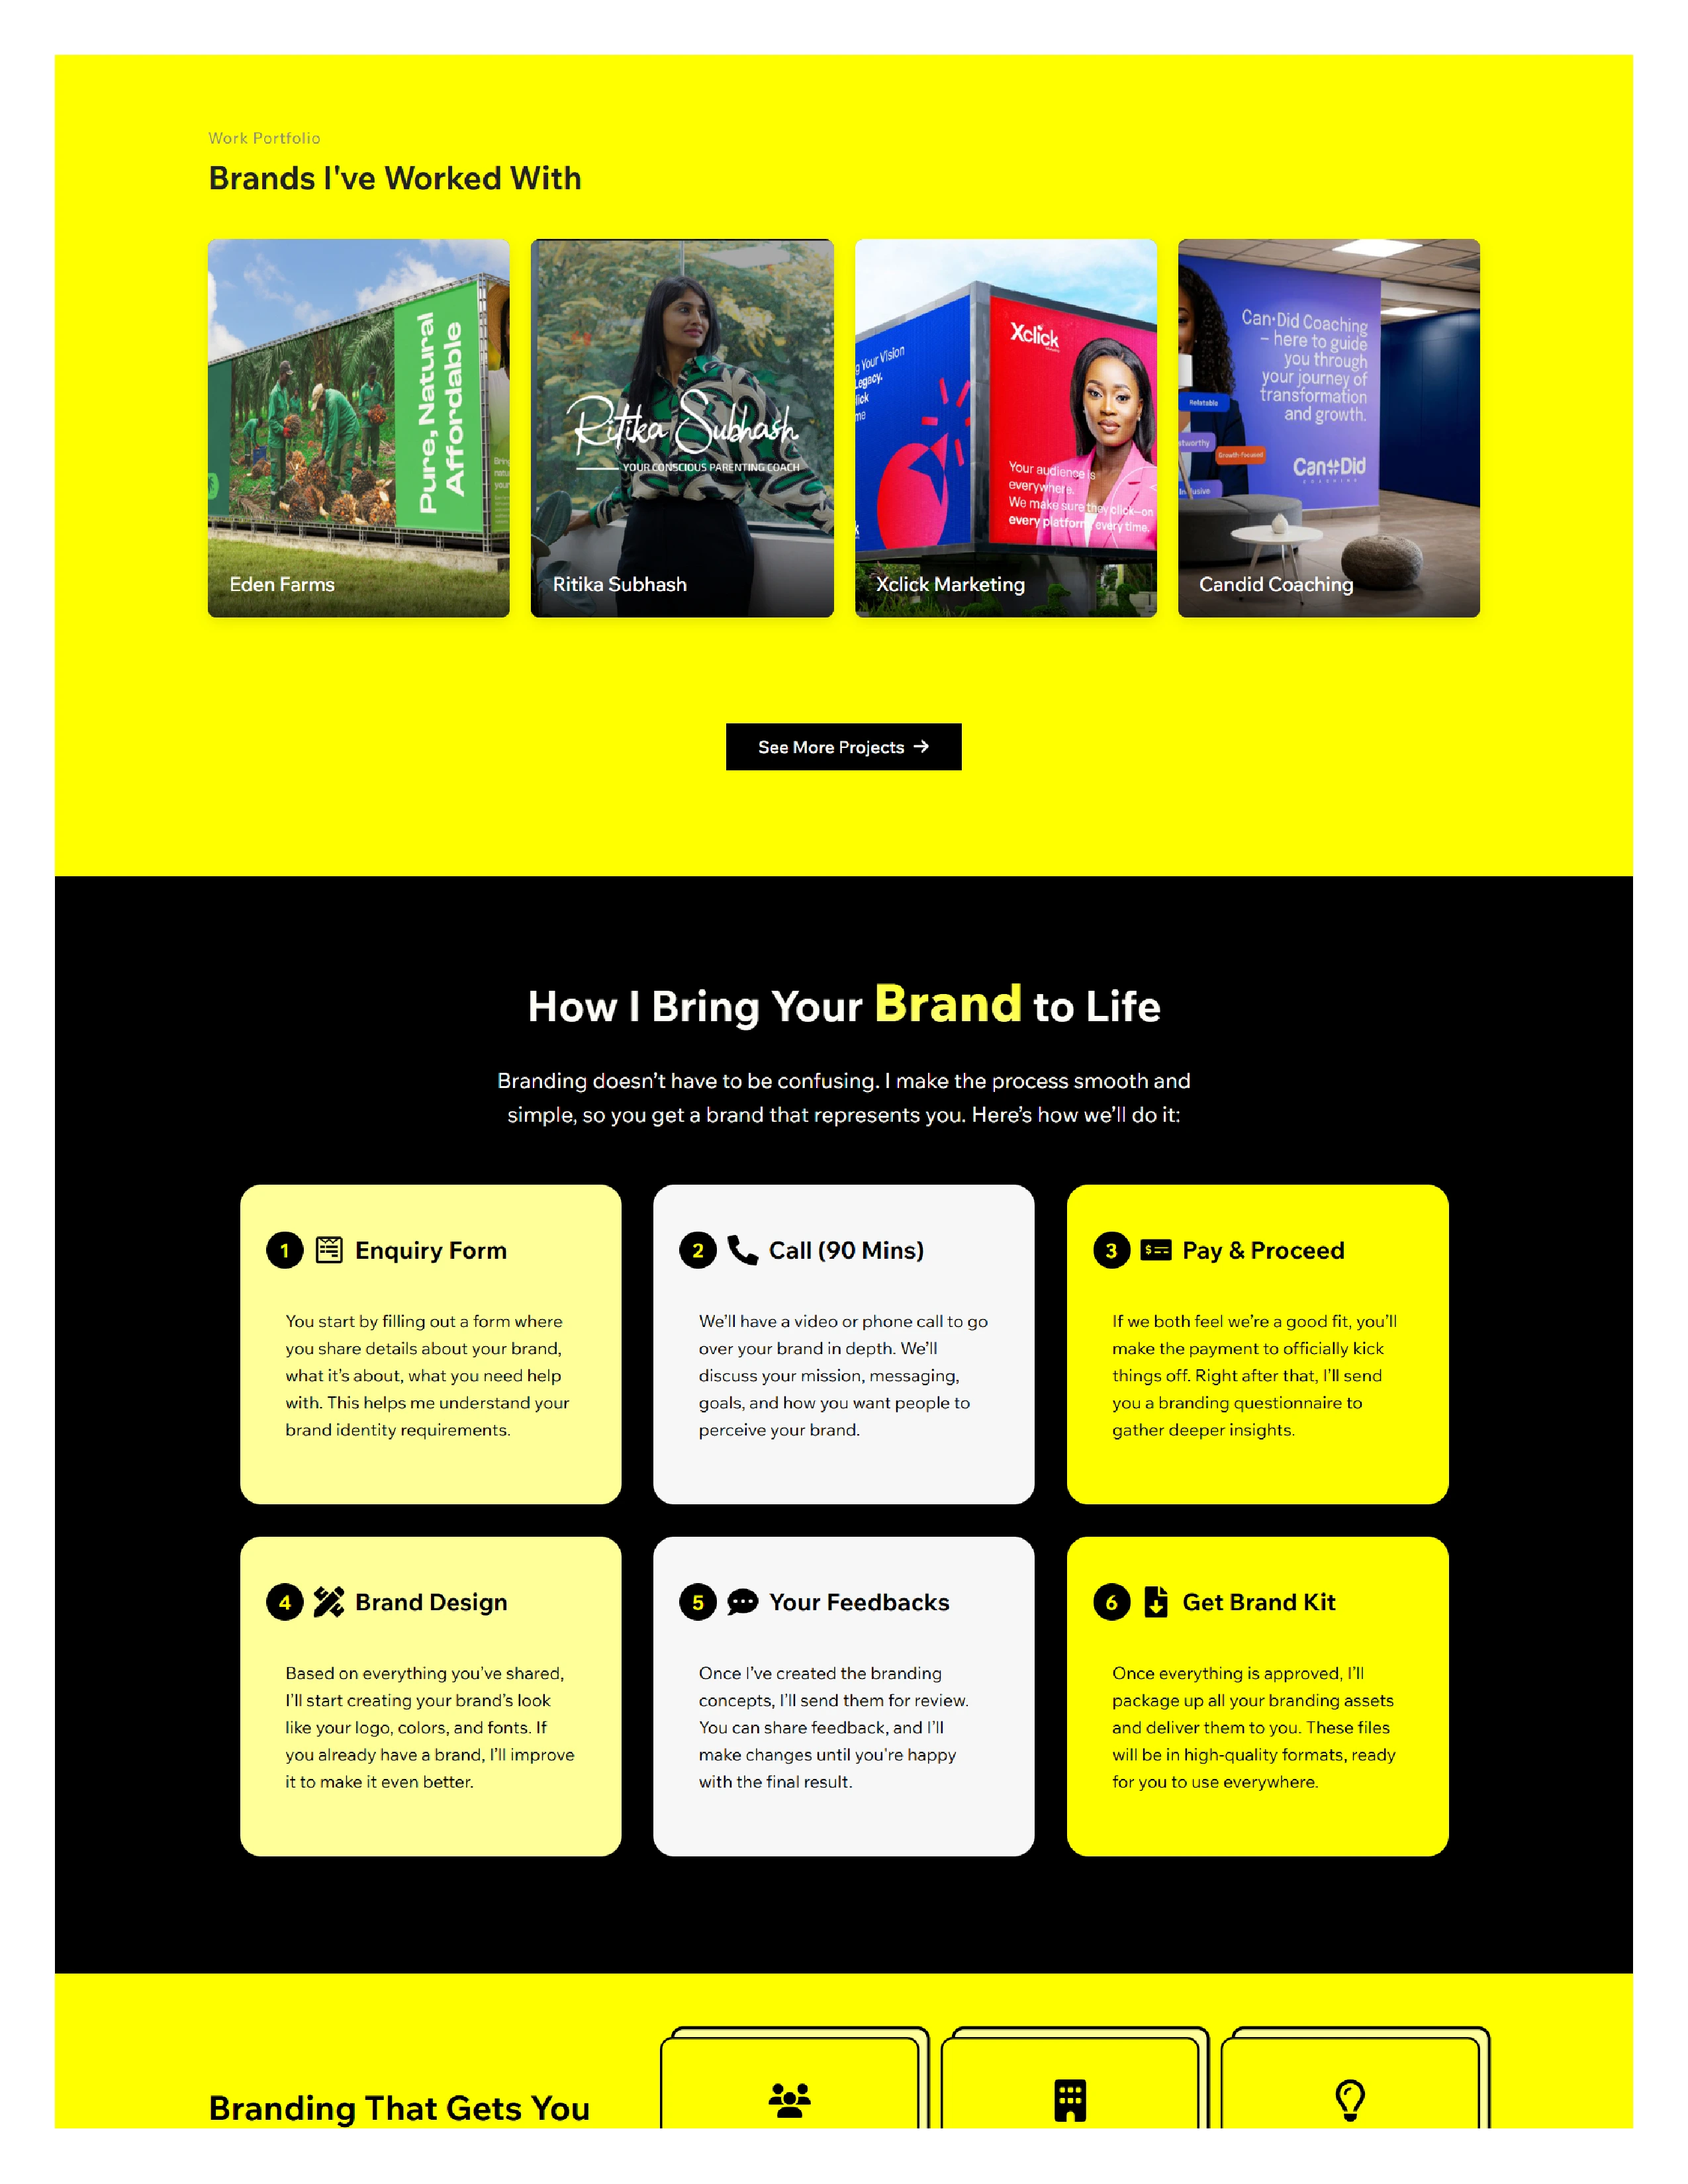 Work Portfolio
Brands I've Worked With
Pure, Natural
Affordable
Eden Farms
Ritika Subhash
YOUR CONSCIOUS PARENTING COACH
Ritika Subhash
g Your Vision
Legacy.
lick
me
Xclick
Your audience is
everywhere.
We make sure they click—on
every platform, every time.
Xclick Marketing
Can·Did Coaching
– here to guide
you through
your journey of
transformation
and growth.
Relatable
stworthy
Growth-Focused
Can Did
COACHING
Candid Coaching
See More Projects →
How I Bring Your Brand to Life
Branding doesn’t have to be confusing. I make the process smooth and
simple, so you get a brand that represents you. Here’s how we’ll do it:
1 Enquiry Form
You start by filling out a form where
you share details about your brand,
what it’s about, what you need help
with. This helps me understand your
brand identity requirements.
2 Call (90 Mins)
We’ll have a video or phone call to go
over your brand in depth. We’ll
discuss your mission, messaging,
goals, and how you want people to
perceive your brand.
3 Pay & Proceed
If we both feel we’re a good fit, you’ll
make the payment to officially kick
things off. Right after that, I’ll send
you a branding questionnaire to
gather deeper insights.
4 Brand Design
Based on everything you’ve shared,
I’ll start creating your brand’s look
like your logo, colors, and fonts. If
you already have a brand, I’ll improve
it to make it even better.
5 Your Feedbacks
Once I’ve created the branding
concepts, I’ll send them for review.
You can share feedback, and I’ll
make changes until you're happy
with the final result.
6 Get Brand Kit
Once everything is approved, I’ll
package up all your branding assets
and deliver them to you. These files
will be in high-quality formats, ready
for you to use everywhere.
Branding That Gets You